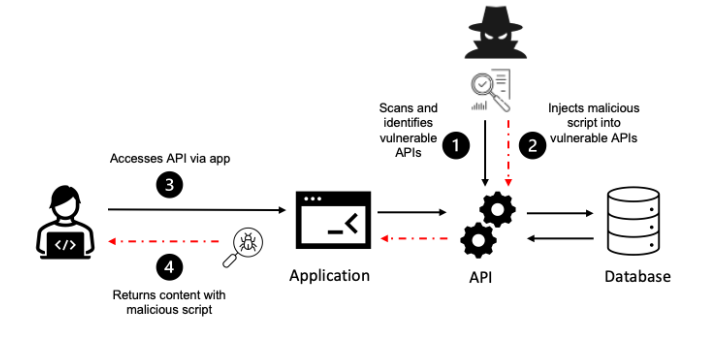 Scans and
identifies
vulnerable
APIs
1
2
Injects malicious
script into
vulnerable APIs
Accesses API via app
3
</>
4
Returns content with
malicious script
Application
API
Database